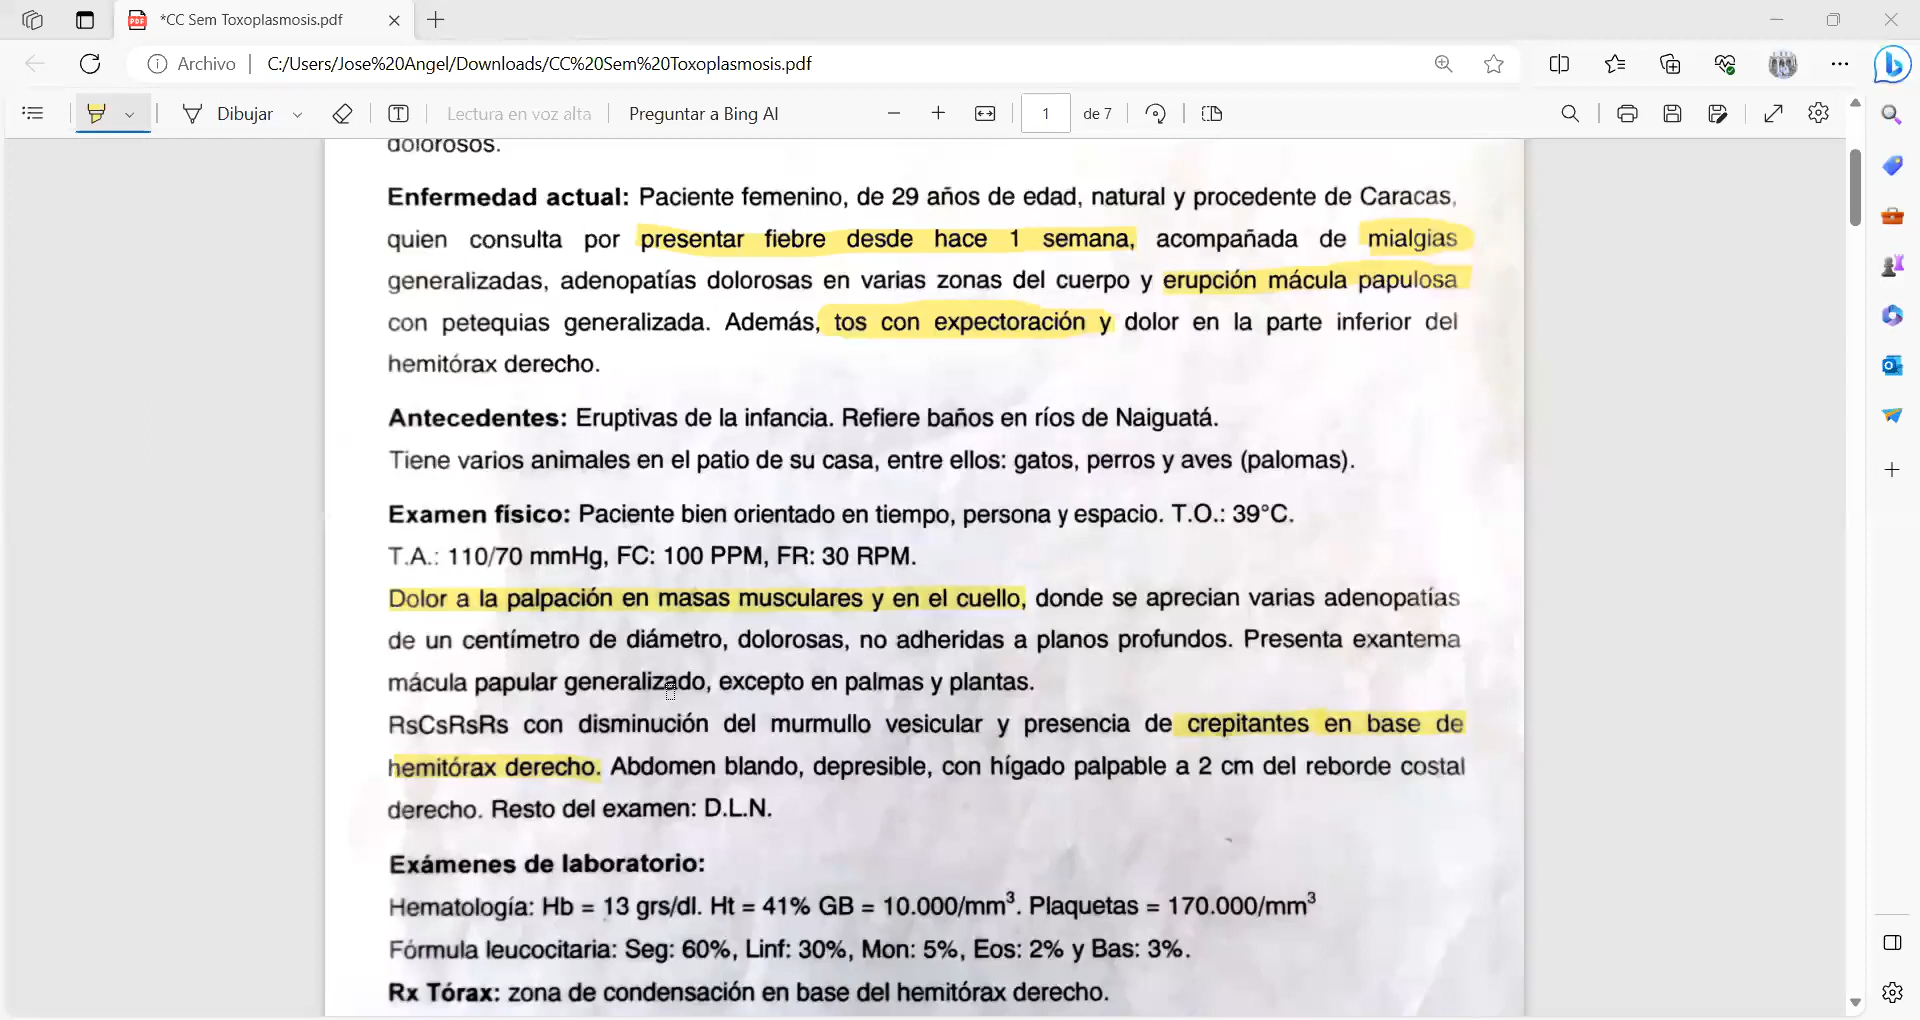 *CC Sem Toxoplasmosis.pdf
Archivo C:/Users/Jose%20Angel/Downloads/CC%20Sem%20Toxoplasmosis.pdf
Dibujar Lectura en voz alta Preguntar a Bing AI 1 de 7
dolorosos.
Enfermedad actual: Paciente femenino, de 29 años de edad, natural y procedente de Caracas,
quien consulta por presentar fiebre desde hace 1 semana, acompañada de mialgias
generalizadas, adenopatías dolorosas en varias zonas del cuerpo y erupción mácula papulosa
con petequias generalizada. Además, tos con expectoración y dolor en la parte inferior del
hemitórax derecho.
Antecedentes: Eruptivas de la infancia. Refiere baños en ríos de Naiguatá.
Tiene varios animales en el patio de su casa, entre ellos: gatos, perros y aves (palomas).
Examen físico: Paciente bien orientado en tiempo, persona y espacio. T.O.: 39°C.
T.A.: 110/70 mmHg, FC: 100 PPM, FR: 30 RPM.
Dolor a la palpación en masas musculares y en el cuello, donde se aprecian varias adenopatías
de un centímetro de diámetro, dolorosas, no adheridas a planos profundos. Presenta exantema
mácula papular generalizado, excepto en palmas y plantas.
RsCsRsRs con disminución del murmullo vesicular y presencia de crepitantes en base de
hemitórax derecho. Abdomen blando, depresible, con hígado palpable a 2 cm del reborde costal
derecho. Resto del examen: D.L.N.
Exámenes de laboratorio:
Hematología: Hb = 13 grs/dl. Ht = 41% GB = 10.000/mm³. Plaquetas = 170.000/mm³
Fórmula leucocitaria: Seg: 60%, Linf: 30%, Mon: 5%, Eos: 2% y Bas: 3%.
Rx Tórax: zona de condensación en base del hemitórax derecho.